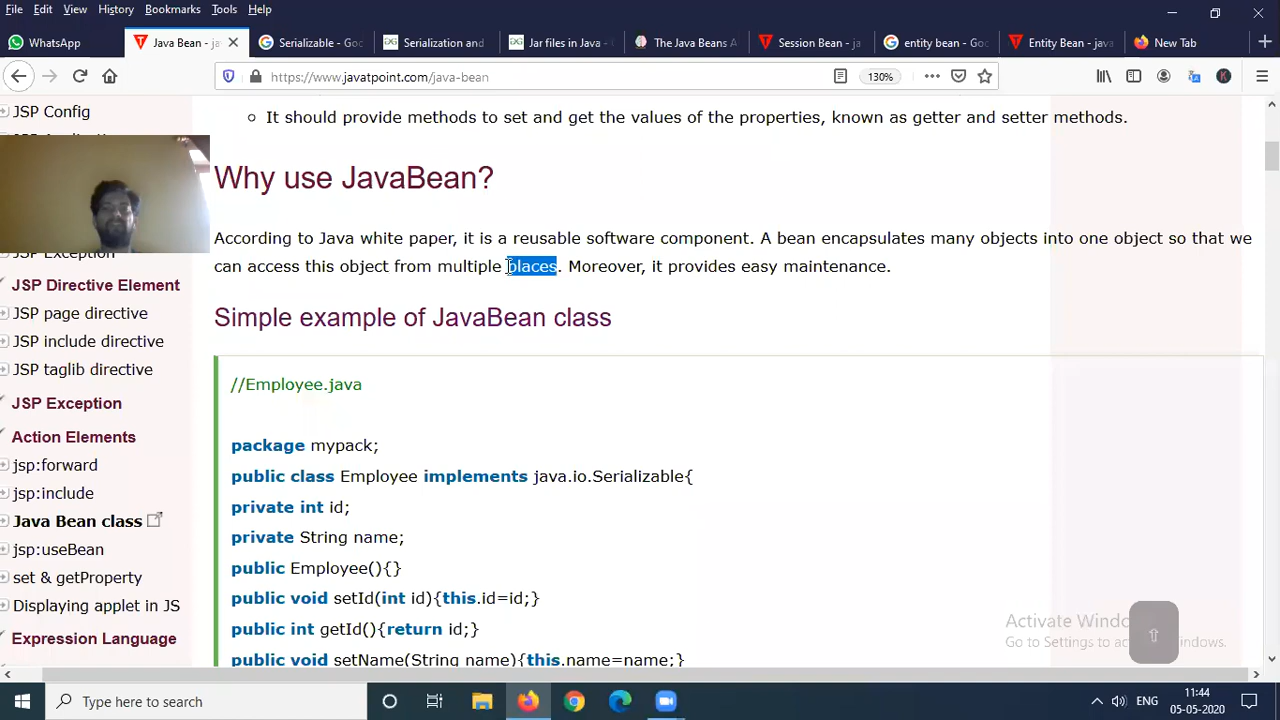 File Edit View History Bookmarks Tools Help
WhatsApp
Java Bean - jav
Serializable - Goo
Serialization and
Jar files in Java -
The Java Beans A
Session Bean - ja
entity bean - Goo
Entity Bean - java
New Tab
https://www.javatpoint.com/java-bean
130%
K
JSP Config
It should provide methods to set and get the values of the properties, known as getter and setter methods.
Why use JavaBean?
According to Java white paper, it is a reusable software component. A bean encapsulates many objects into one object so that we
can access this object from multiple places. Moreover, it provides easy maintenance.
Exception
JSP Directive Element
JSP page directive
JSP include directive
JSP taglib directive
JSP Exception
Action Elements
jsp:forward
jsp:include
Java Bean class
jsp:useBean
set & getProperty
Displaying applet in JS
Expression Language
Simple example of JavaBean class
//Employee.java
package mypack;
public class Employee implements java.io.Serializable{
private int id;
private String name;
public Employee(){}
public void setId(int id){this.id=id;}
public int getId(){return id;}
public void setName(String name){this.name=name;}
Activate Windo
Go to Settings to activate Windows.
Type here to search
ENG
11:44
05-05-2020